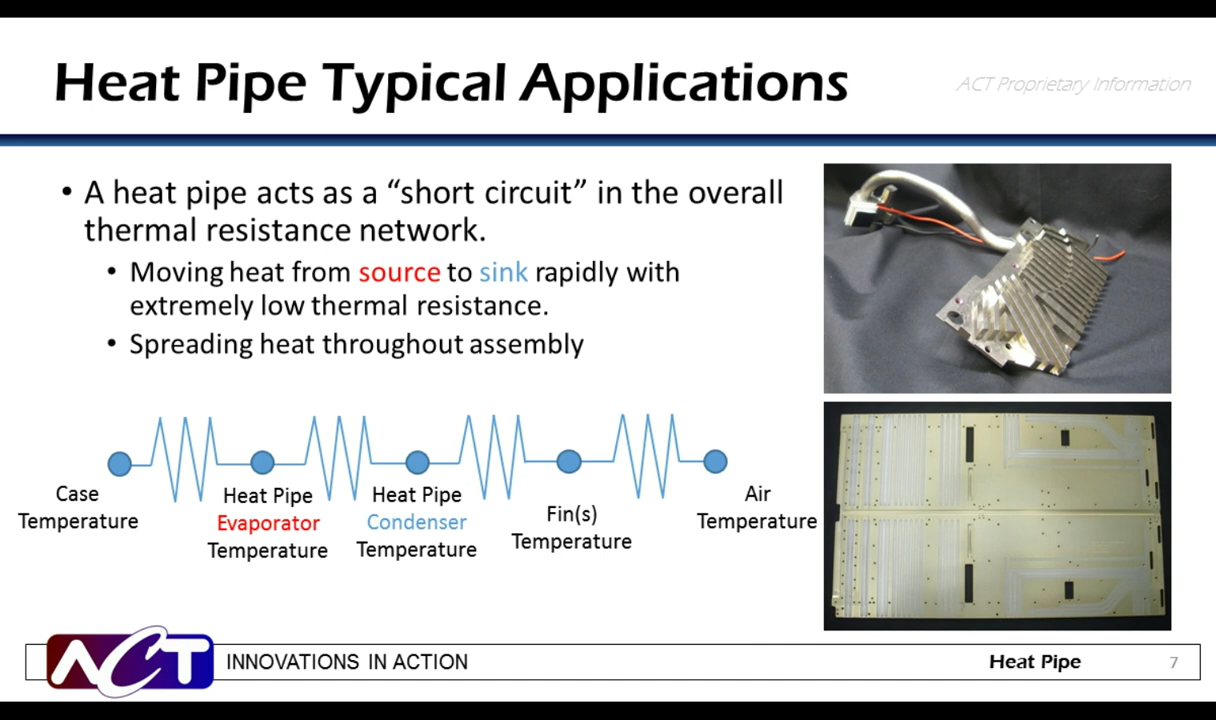 Heat Pipe Typical Applications
ACT Proprietary Information
• A heat pipe acts as a “short circuit” in the overall
thermal resistance network.
• Moving heat from source to sink rapidly with
extremely low thermal resistance.
• Spreading heat throughout assembly
Case
Temperature
Heat Pipe
Evaporator
Temperature
Heat Pipe
Condenser
Temperature
Fin(s)
Temperature
Air
Temperature
ACT
INNOVATIONS IN ACTION
Heat Pipe
7